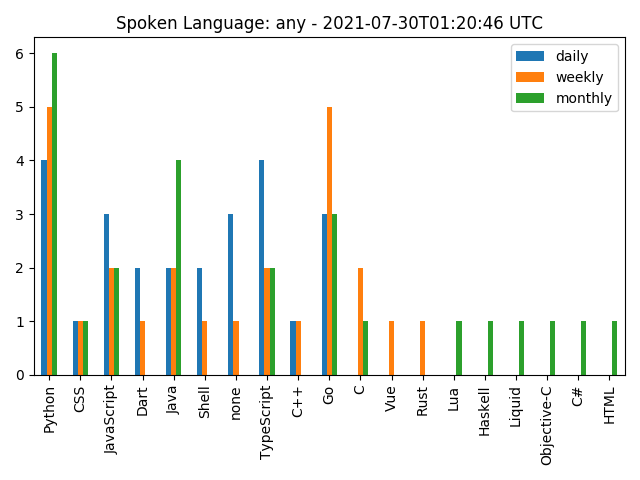 Spoken Language: any - 2021-07-30T01:20:46 UTC
daily
weekly
monthly
6
5
4
3
2
1
0
Python
CSS
JavaScript
Dart
Java
Shell
none
TypeScript
C++
Go
C
Vue
Rust
Lua
Haskell
Liquid
Objective-C
C#
HTML